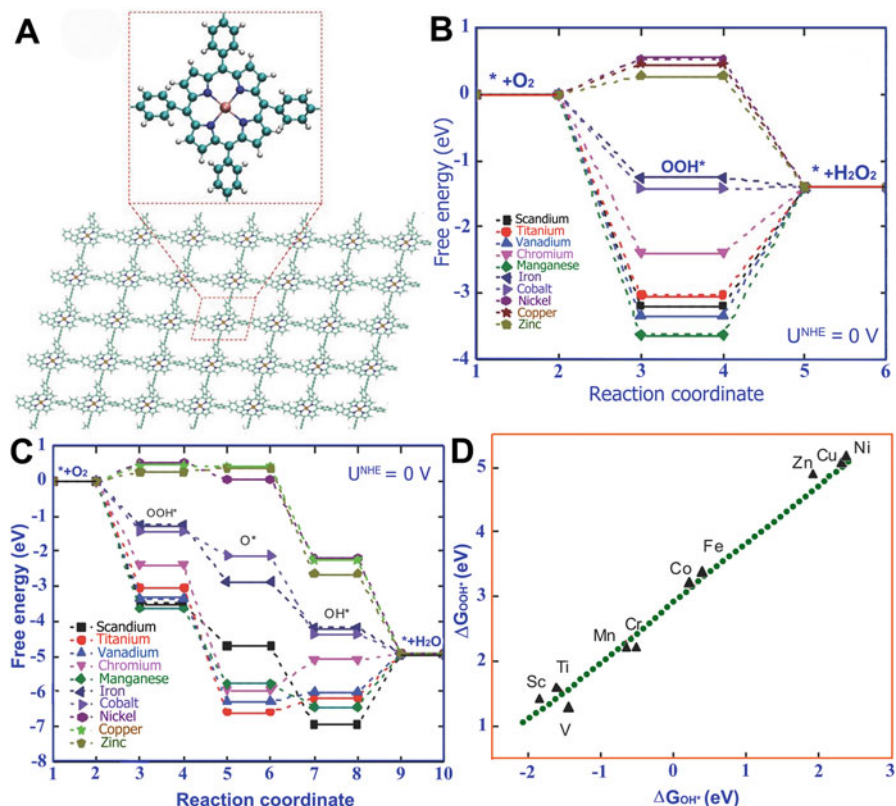 A
B
Free energy (eV)
0
-1
-2
-3
-4
* +O₂
OOH*
* +H₂O₂
Scandium
Titanium
Vanadium
Chromium
Manganese
Iron
Cobalt
Nickel
Copper
Zinc
Uᴺᴴᴱ = 0 V
1 2 3 4 5 6
Reaction coordinate
C
Free energy (eV)
1
0
-1
-2
-3
-4
-5
-6
-7
-8
*+O₂
Uᴺᴴᴱ = 0 V
OOH*
O*
OH*
*+H₂O
Scandium
Titanium
Vanadium
Chromium
Manganese
Iron
Cobalt
Nickel
Copper
Zinc
1 2 3 4 5 6 7 8 9 10
Reaction coordinate
D
ΔG_OOH* (eV)
5
4
3
2
1
Zn Cu Ni
Co Fe
Mn Cr
Sc Ti
V
-2 -1 0 1 2 3
ΔG_OH* (eV)